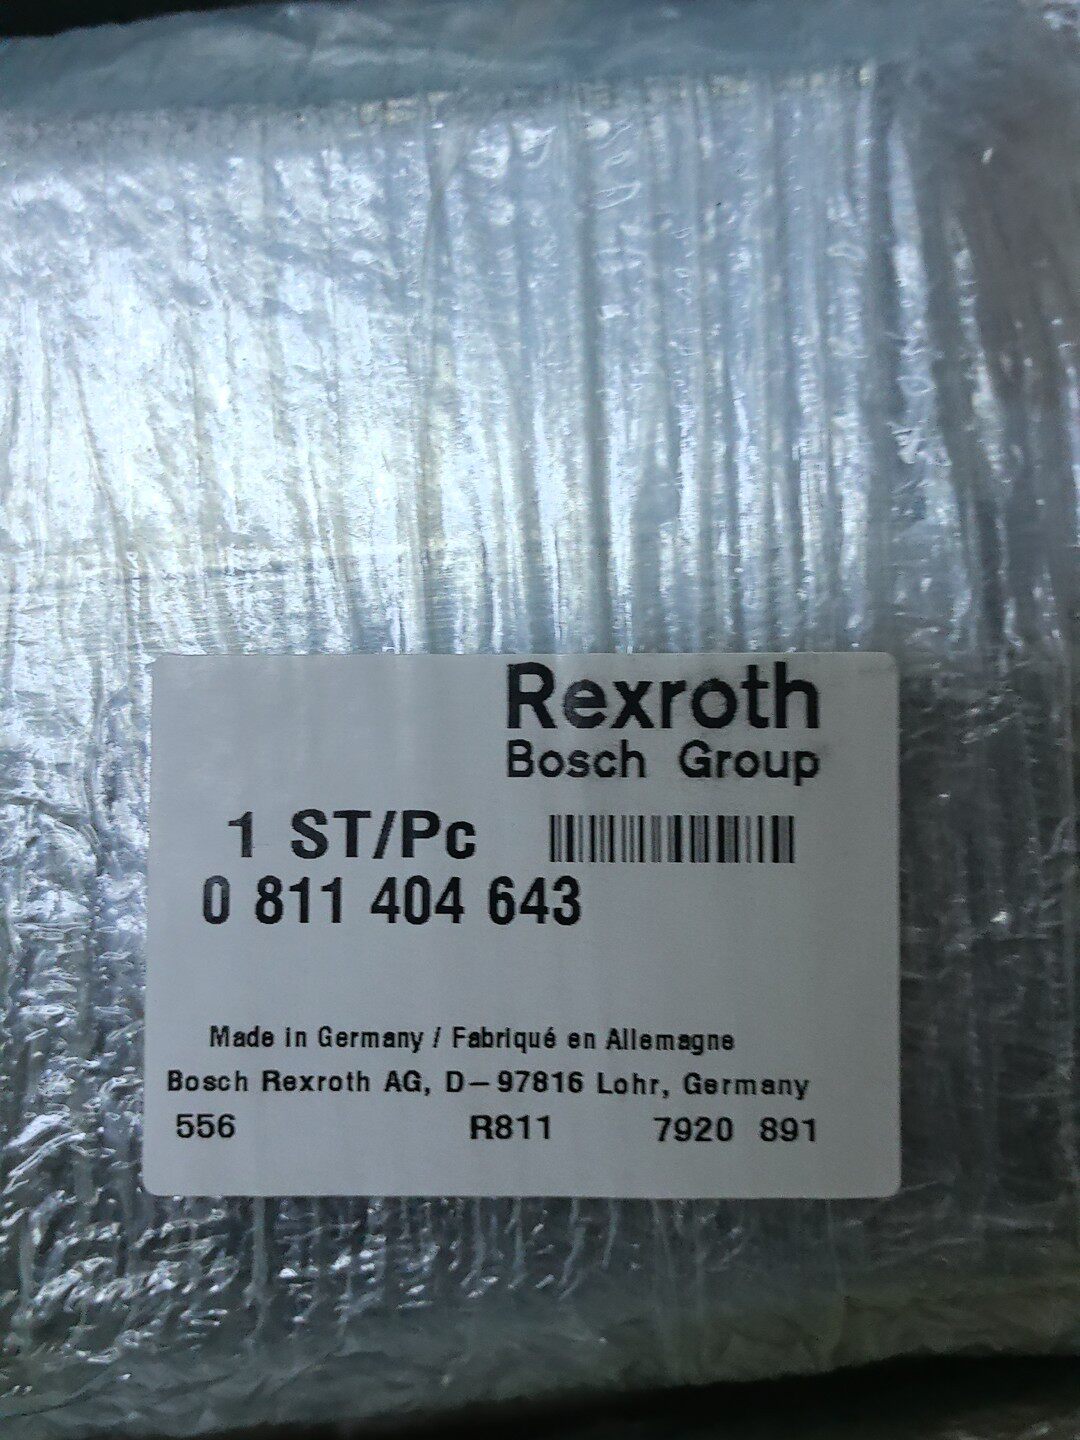 Rexroth
Bosch Group
1 ST/Pc
0 811 404 643
Made in Germany / Fabriqué en Allemagne
Bosch Rexroth AG, D-97816 Lohr, Germany
556 R811 7920 891